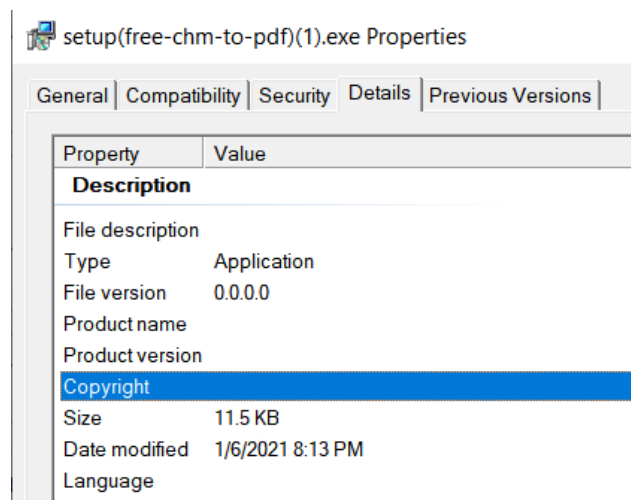 setup(free-chm-to-pdf)(1).exe Properties
General Compatibility Security Details Previous Versions
Property Value
Description
File description
Type Application
File version 0.0.0.0
Product name
Product version
Copyright
Size 11.5 KB
Date modified 1/6/2021 8:13 PM
Language